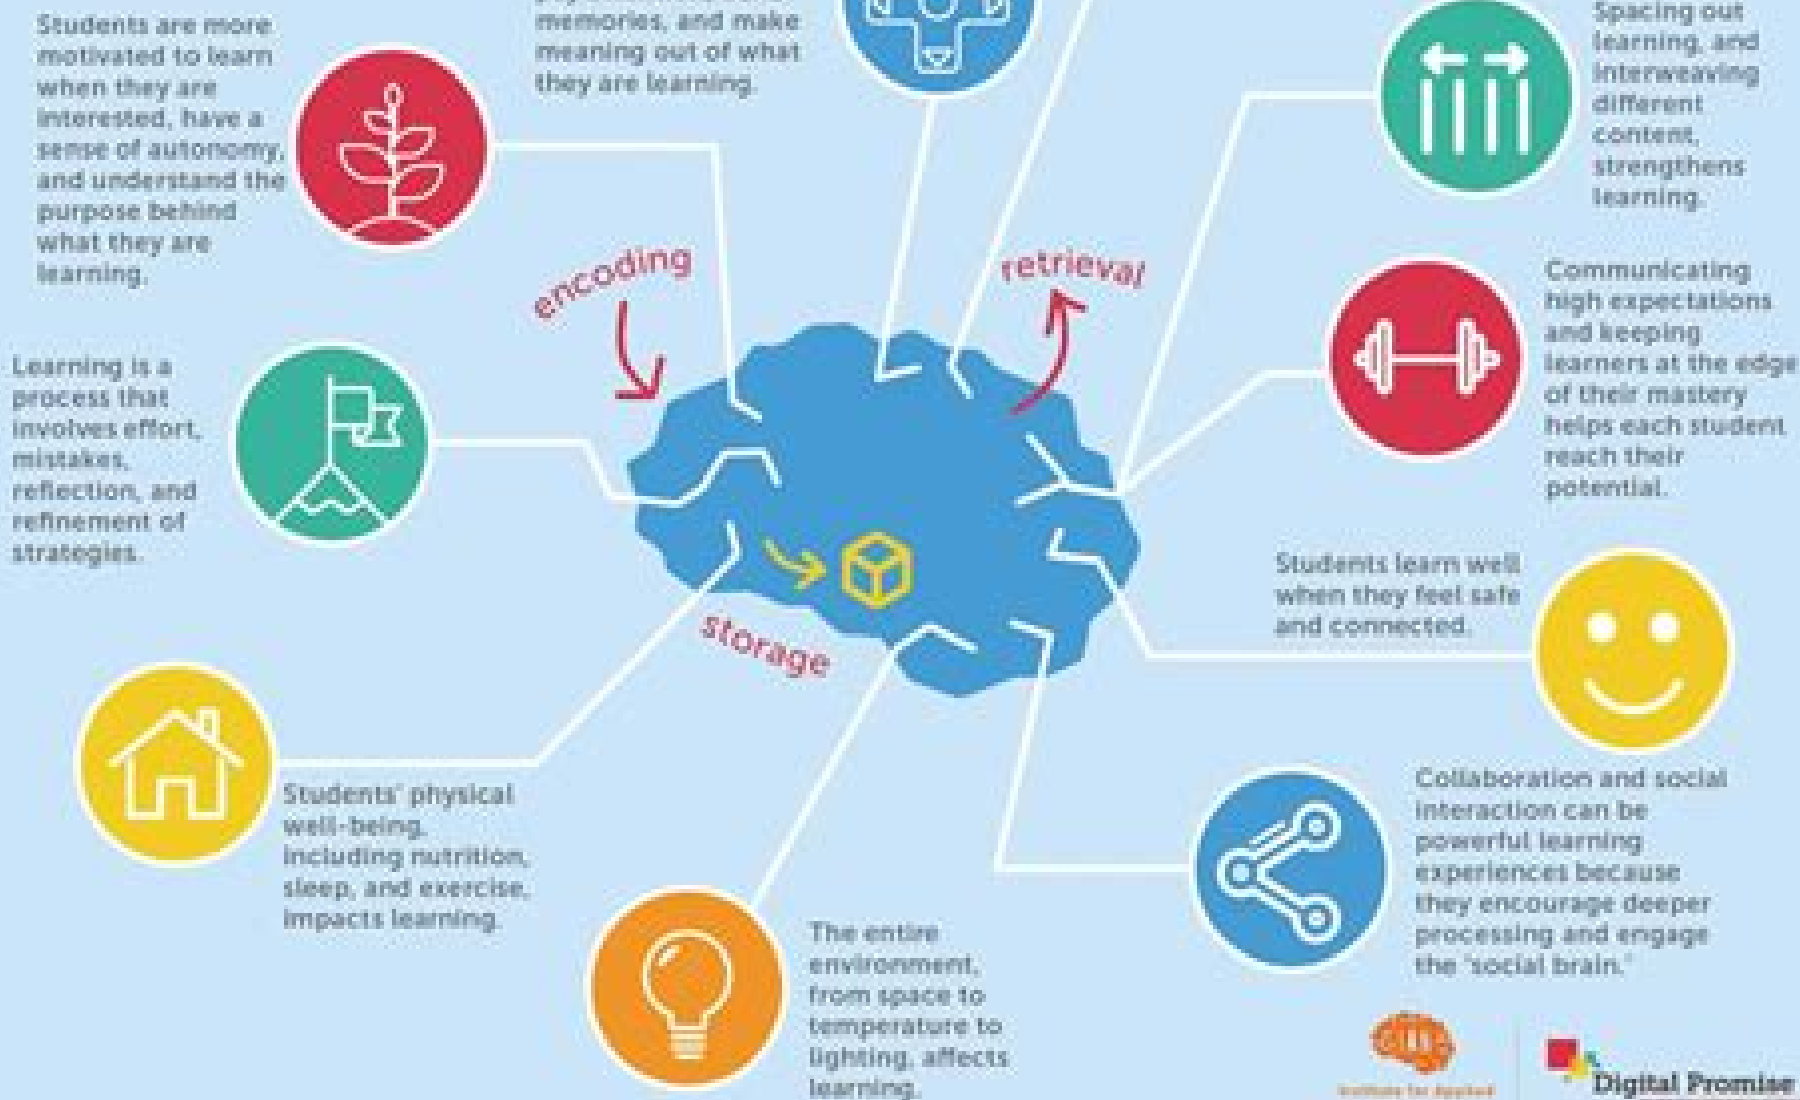 Students are more
motivated to learn
when they are
interested, have a
sense of autonomy,
and understand the
purpose behind
what they are
learning.
memories, and make
meaning out of what
they are learning.
Spacing out
learning, and
interweaving
different
content,
strengthens
learning.
encoding
retrieval
storage
Communicating
high expectations
and keeping
learners at the edge
of their mastery
helps each student
reach their
potential.
Learning is a
process that
involves effort,
mistakes,
reflection, and
refinement of
strategies.
Students learn well
when they feel safe
and connected.
Students' physical
well-being,
including nutrition,
sleep, and exercise,
impacts learning.
Collaboration and social
interaction can be
powerful learning
experiences because
they encourage deeper
processing and engage
the 'social brain.'
The entire
environment,
from space to
temperature to
lighting, affects
learning.
Institute for Applied
Digital Promise